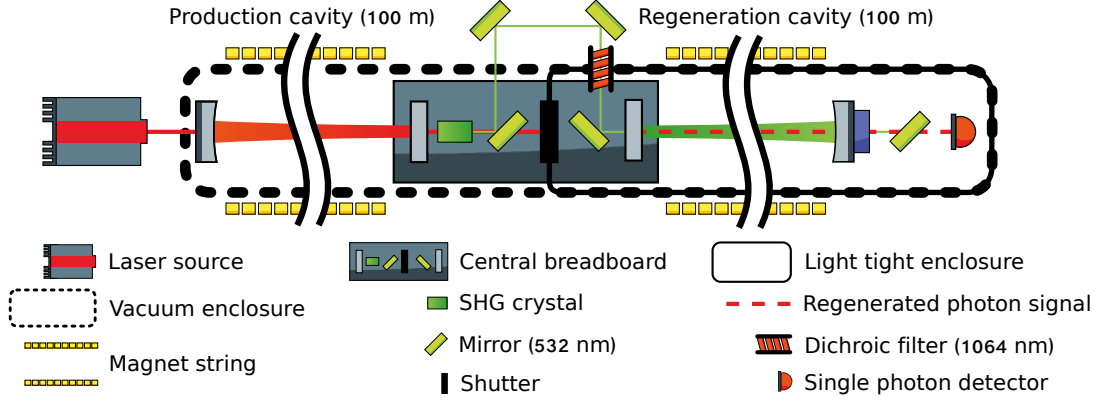 Production cavity (100 m)
Regeneration cavity (100 m)
Laser source
Central breadboard
Light tight enclosure
Vacuum enclosure
SHG crystal
Regenerated photon signal
Magnet string
Mirror (532 nm)
Dichroic filter (1064 nm)
Shutter
Single photon detector